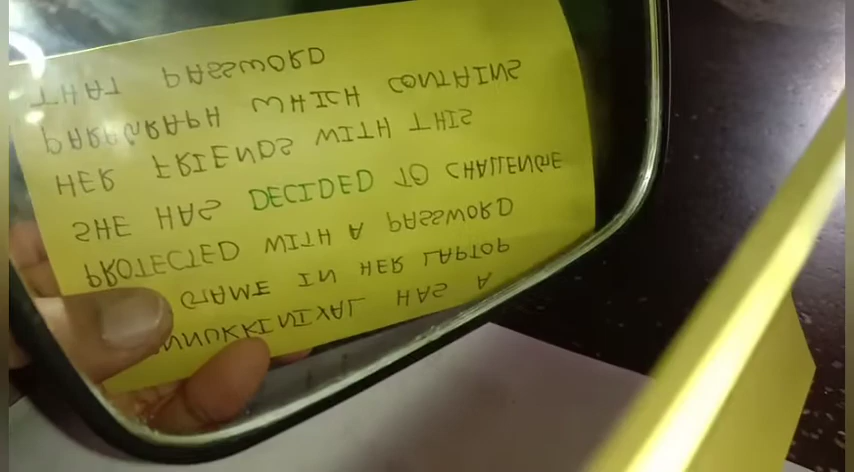 HAS A
GAME IN HER LAPTOP
PROTECTED WITH A PASSWORD
SHE HAS DECIDED TO CHALLENGE
HER FRIENDS WITH THIS
PARAGRAPH WHICH CONTAINS
THAT PASSWORD